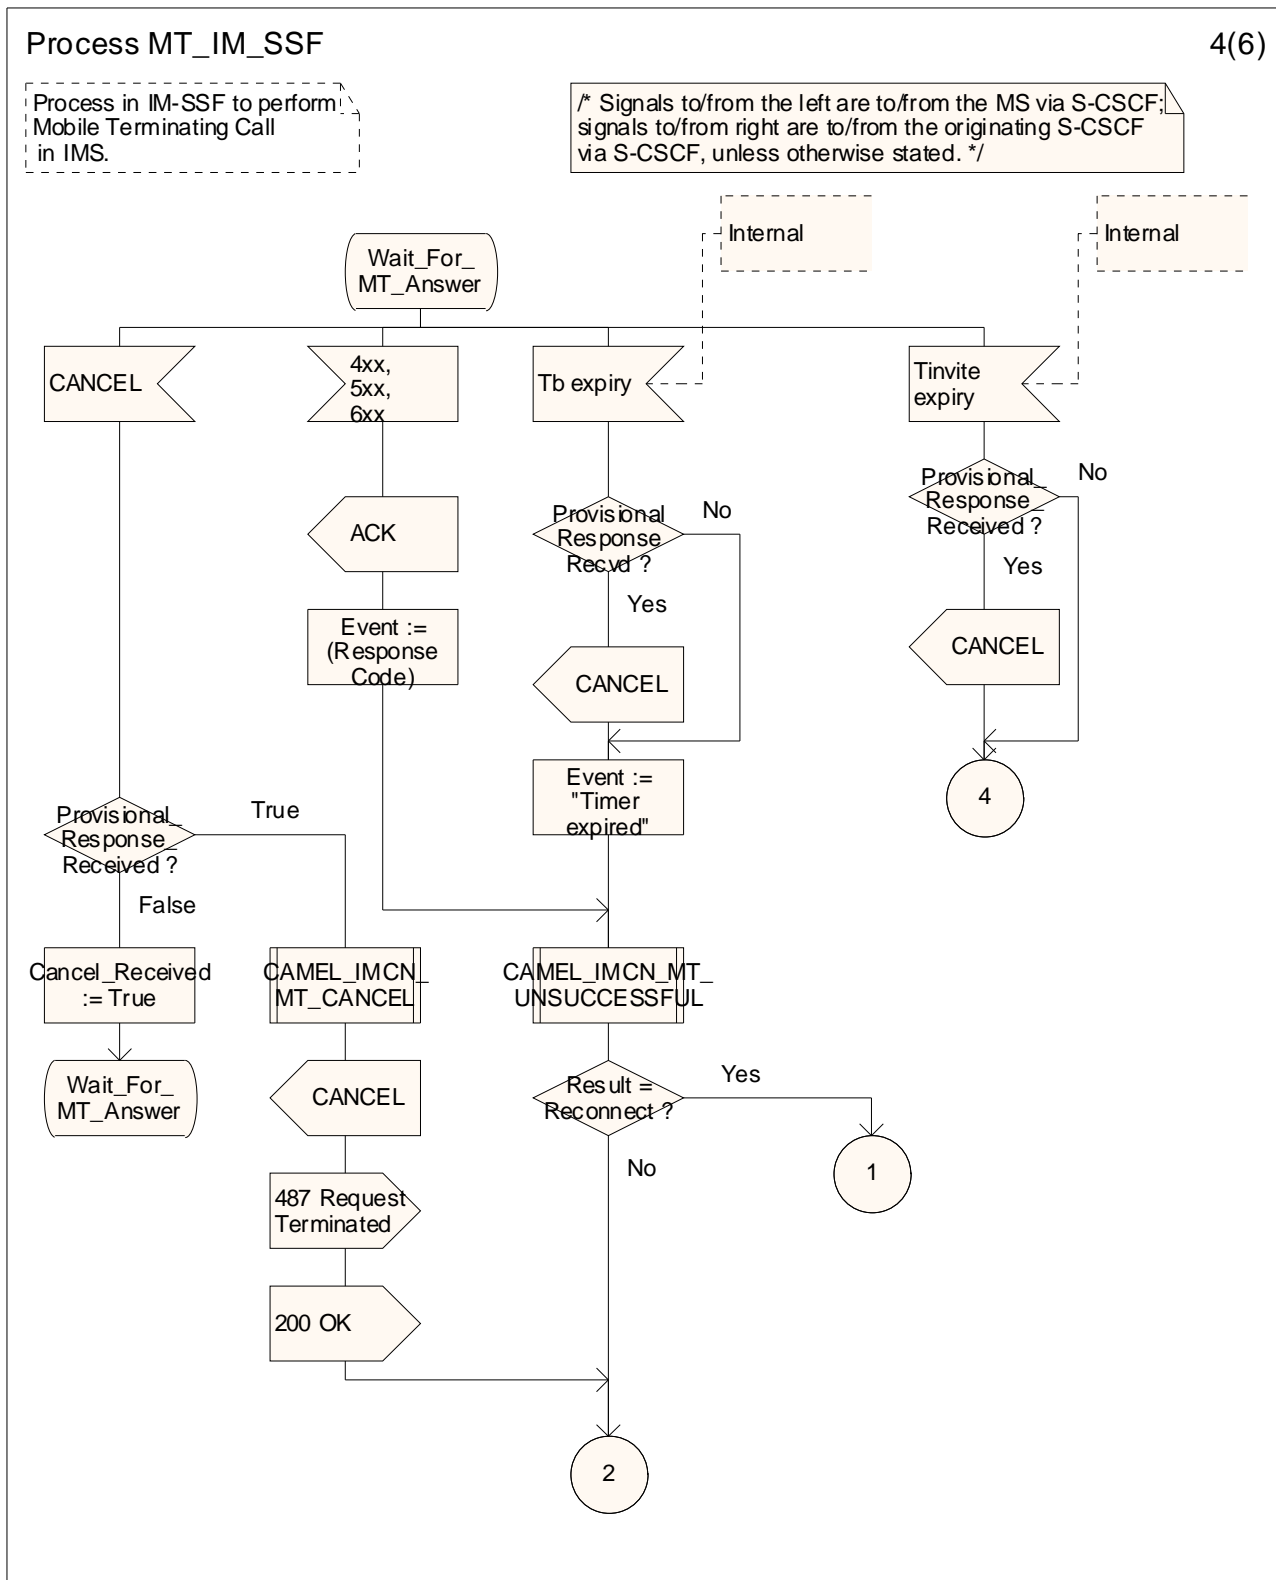 Process MT_IM_SSF
4(6)
Process in IM-SSF to perform
Mobile Terminating Call
in IMS.
/* Signals to/from the left are to/from the MS via S-CSCF;
signals to/from right are to/from the originating S-CSCF
via S-CSCF, unless otherwise stated. */
Internal
Internal
Wait_For_
MT_Answer
CANCEL
4xx,
5xx,
6xx
Tb expiry
Tinvite
expiry
Provisional_
Response_
Received ?
No
Yes
ACK
Provisional
Response
Recvd ?
No
Yes
Event :=
(Response
Code)
CANCEL
CANCEL
Event :=
"Timer
expired"
4
Provisional_
Response_
Received ?
True
False
Cancel_Received
:= True
CAMEL_IMCN_
MT_CANCEL
CAMEL_IMCN_MT_
UNSUCCESSFUL
Wait_For_
MT_Answer
CANCEL
Result =
Reconnect ?
Yes
No
1
487 Request
Terminated
200 OK
2